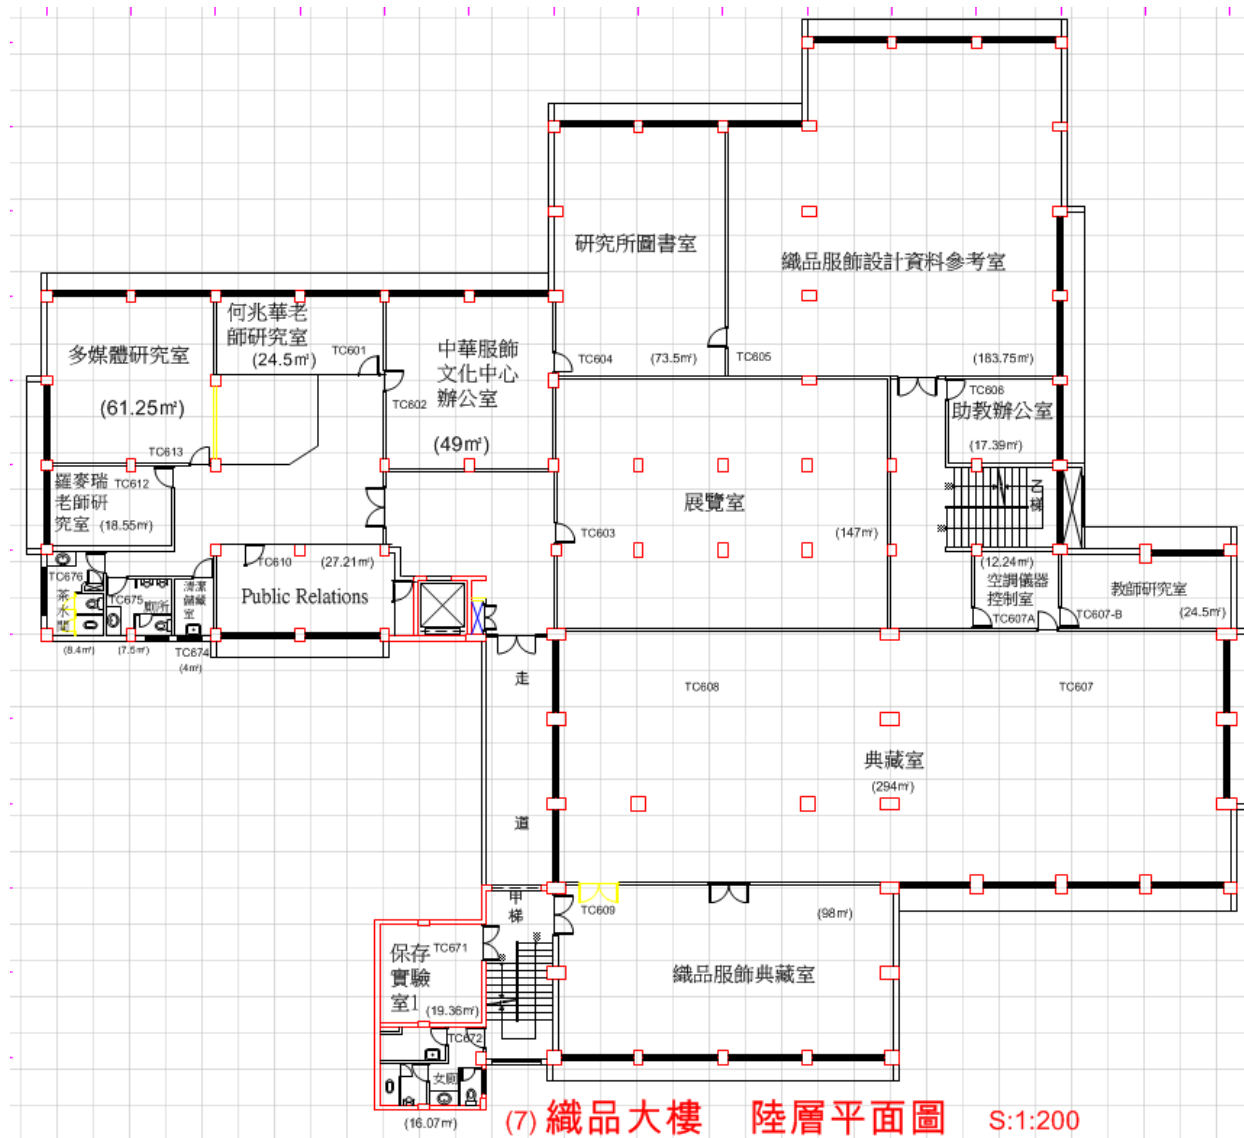 研究所圖書室
織品服飾設計資料參考室
何兆華老
師研究室
(24.5㎡)
TC601
多媒體研究室
(61.25㎡)
TC613
中華服飾
文化中心
辦公室
TC602
(49㎡)
TC604
(73.5㎡)
TC605
(183.75㎡)
TC606
助教辦公室
(17.39㎡)
羅麥瑞
老師研
究室
TC612
(18.55㎡)
展覽室
(147㎡)
TC603
乙梯
TC610
(27.21㎡)
Public Relations
TC676
茶水間
TC675
廁所
清潔儲藏室
(8.4㎡)
(7.5㎡)
TC674
(4㎡)
(12.24㎡)
空調儀器
控制室
TC607A
教師研究室
TC607-B
(24.5㎡)
走
道
TC608
TC607
典藏室
(294㎡)
甲梯
TC609
(98㎡)
織品服飾典藏室
保存
實驗
室1
TC671
(19.36㎡)
TC672
女廁
(16.07㎡)
(7) 織品大樓 陸層平面圖 S:1:200